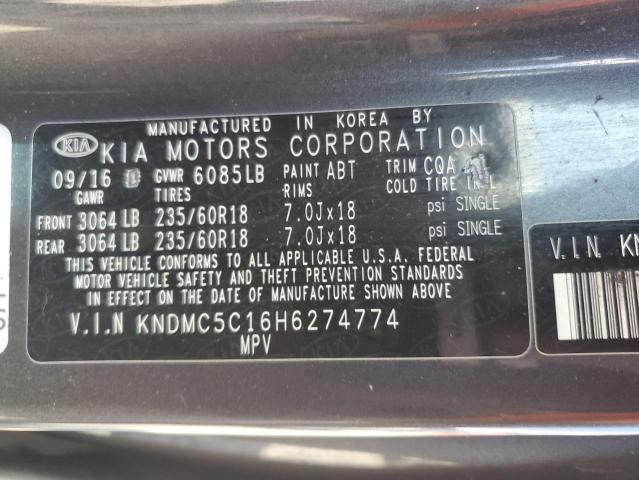 MANUFACTURED IN KOREA BY
KIA KIA MOTORS CORPORATION
09/16 GVWR 6085LB PAINT ABT TRIM CQA
GAWR TIRES RIMS COLD TIRE
FRONT 3064 LB 235/60R18 7.0Jx18 psi SINGLE
REAR 3064 LB 235/60R18 7.0Jx18 psi SINGLE
THIS VEHICLE CONFORMS TO ALL APPLICABLE U.S.A. FEDERAL
MOTOR VEHICLE SAFETY AND THEFT PREVENTION STANDARDS
IN EFFECT ON THE DATE OF MANUFACTURE SHOWN ABOVE.
V.I.N KNDMC5C16H6274774
MPV
V.I.N. KN